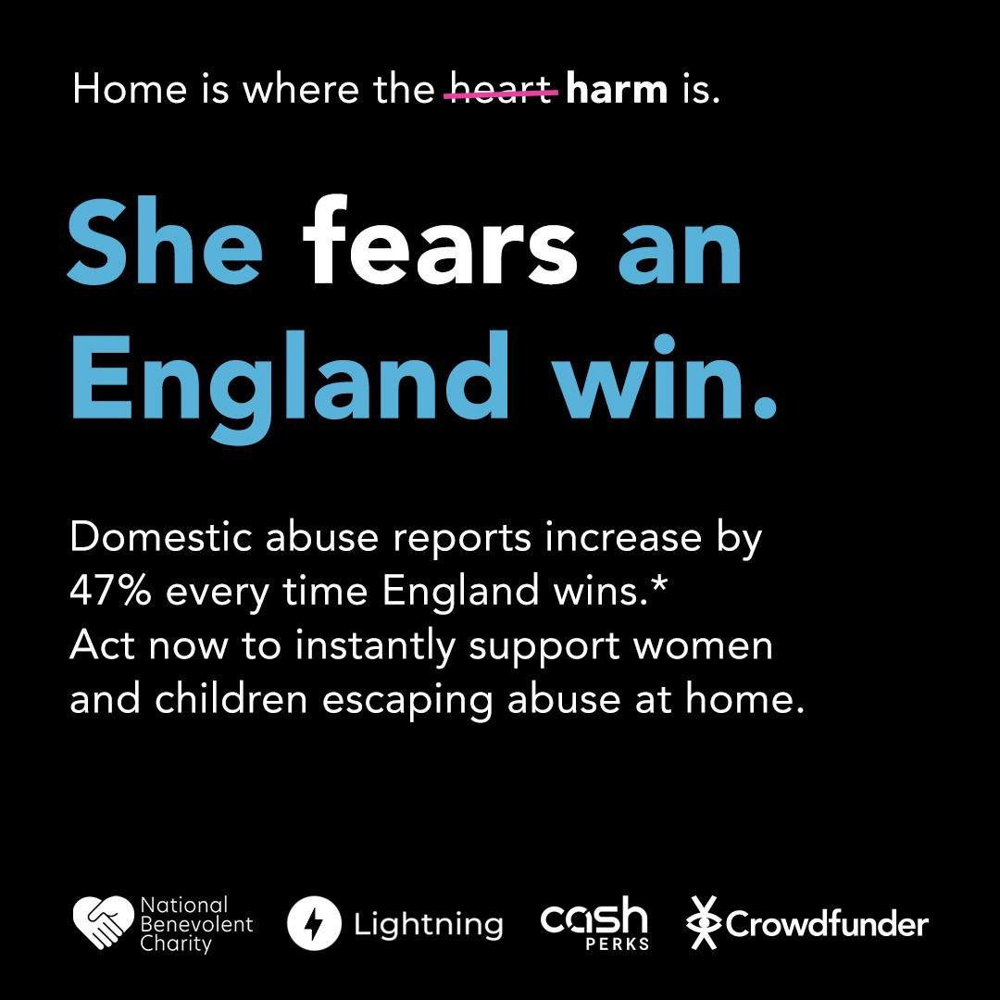 Home is where the heart harm is.
She fears an
England win.
Domestic abuse reports increase by
47% every time England wins.*
Act now to instantly support women
and children escaping abuse at home.
National
Benevolent
Charity
Lightning
cash
PERKS
Crowdfunder